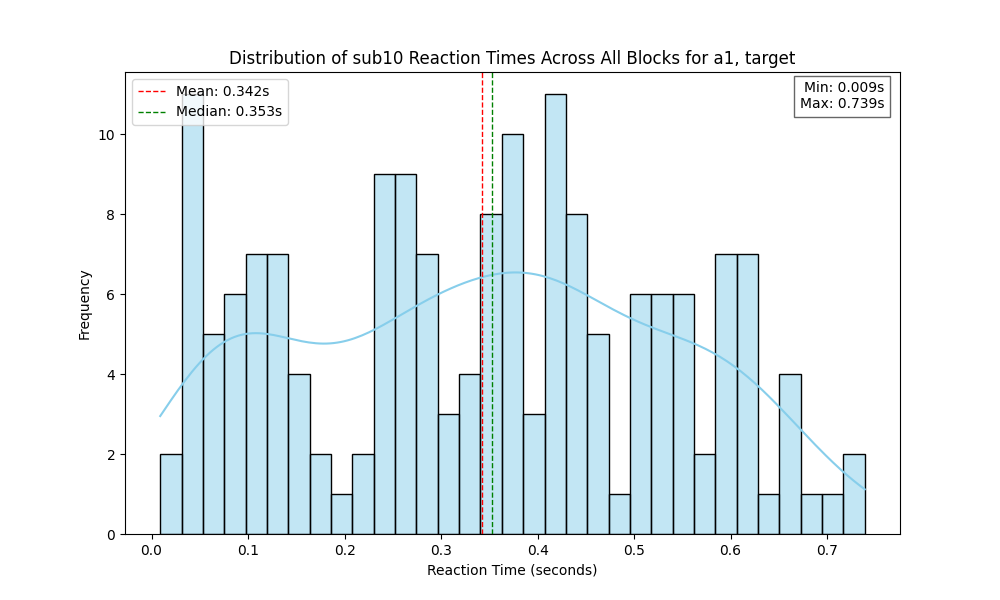 Distribution of sub10 Reaction Times Across All Blocks for a1, target
Mean: 0.342s
Median: 0.353s
Min: 0.009s
Max: 0.739s
10
8
6
4
2
0
Frequency
0.0 0.1 0.2 0.3 0.4 0.5 0.6 0.7
Reaction Time (seconds)